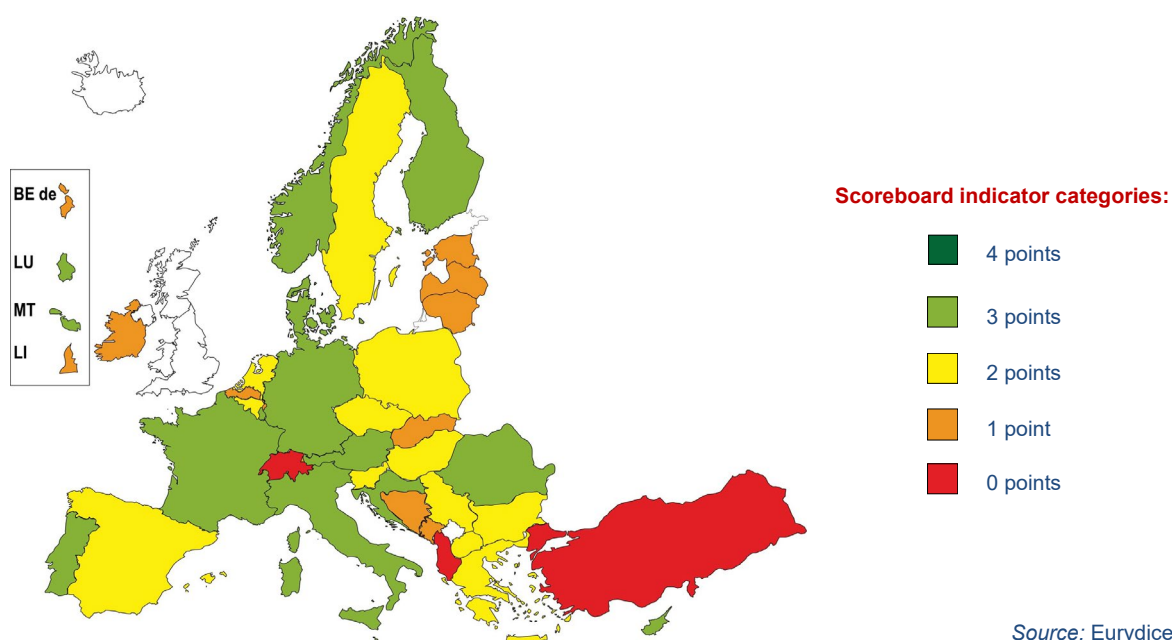 BE de
LU
MT
LI
Scoreboard indicator categories:
4 points
3 points
2 points
1 point
0 points
Source: Eurydice